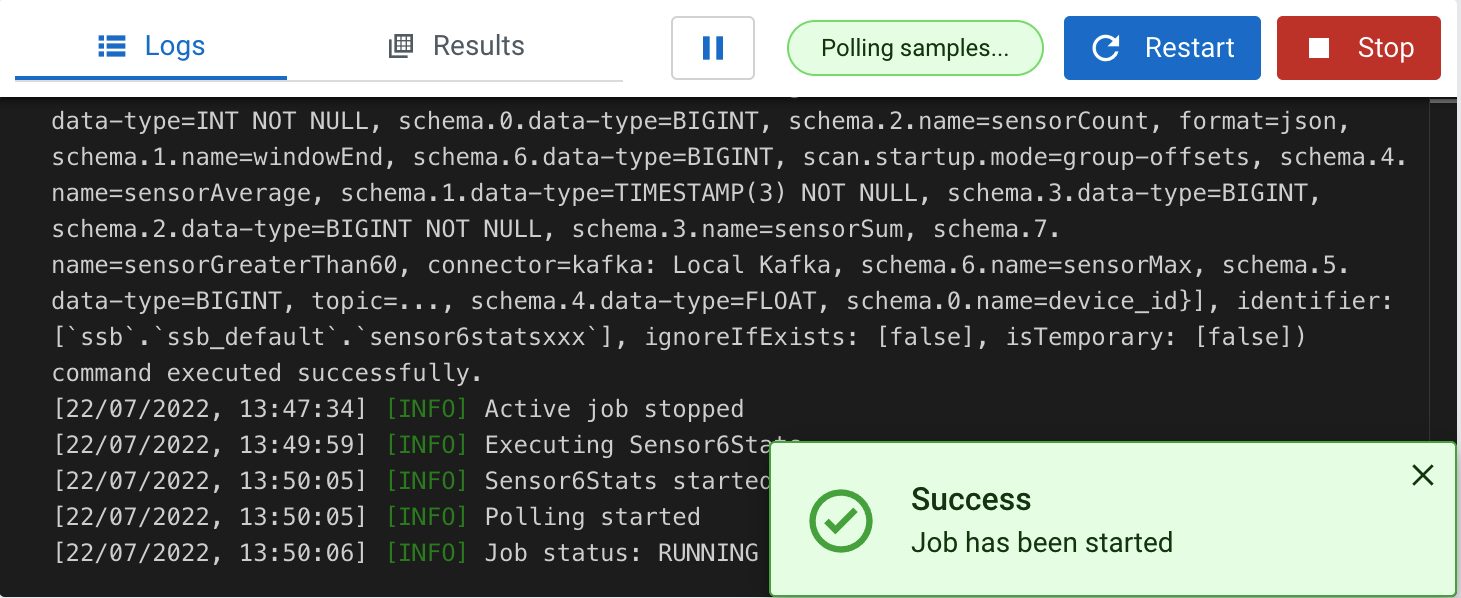 Logs Results Polling samples... Restart Stop
data-type=INT NOT NULL, schema.0.data-type=BIGINT, schema.2.name=sensorCount, format=json,
schema.1.name=windowEnd, schema.6.data-type=BIGINT, scan.startup.mode=group-offsets, schema.4.
name=sensorAverage, schema.1.data-type=TIMESTAMP(3) NOT NULL, schema.3.data-type=BIGINT,
schema.2.data-type=BIGINT NOT NULL, schema.3.name=sensorSum, schema.7.
name=sensorGreaterThan60, connector=kafka: Local Kafka, schema.6.name=sensorMax, schema.5.
data-type=BIGINT, topic=..., schema.4.data-type=FLOAT, schema.0.name=device_id}], identifier:
[`ssb`.`ssb_default`.`sensor6statsxxx`], ignoreIfExists: [false], isTemporary: [false])
command executed successfully.
[22/07/2022, 13:47:34] [INFO] Active job stopped
[22/07/2022, 13:49:59] [INFO] Executing Sensor6Stats
[22/07/2022, 13:50:05] [INFO] Sensor6Stats started
[22/07/2022, 13:50:05] [INFO] Polling started
[22/07/2022, 13:50:06] [INFO] Job status: RUNNING
Success
Job has been started